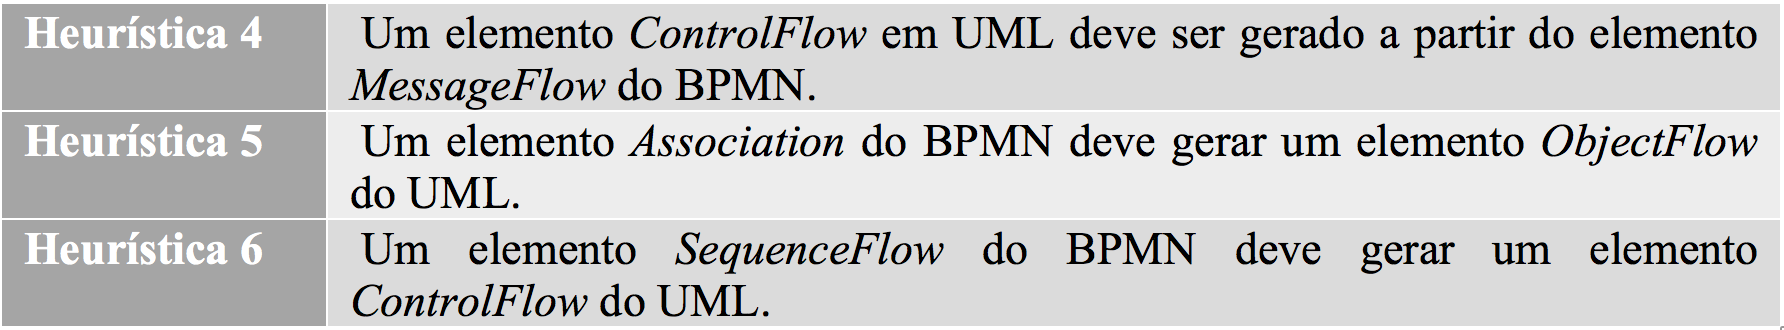 Heurística 4 Um elemento ControlFlow em UML deve ser gerado a partir do elemento
MessageFlow do BPMN.
Heurística 5 Um elemento Association do BPMN deve gerar um elemento ObjectFlow
do UML.
Heurística 6 Um elemento SequenceFlow do BPMN deve gerar um elemento
ControlFlow do UML.